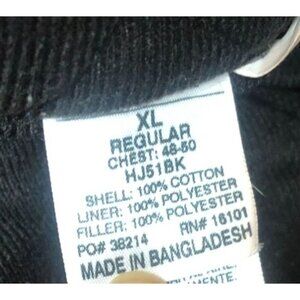 XL
REGULAR
CHEST: 46-50
HJ51BK
SHELL: 100% COTTON
LINER: 100% POLYESTER
FILLER: 100% POLYESTER
PO# 38214 RN# 16101
MADE IN BANGLADESH